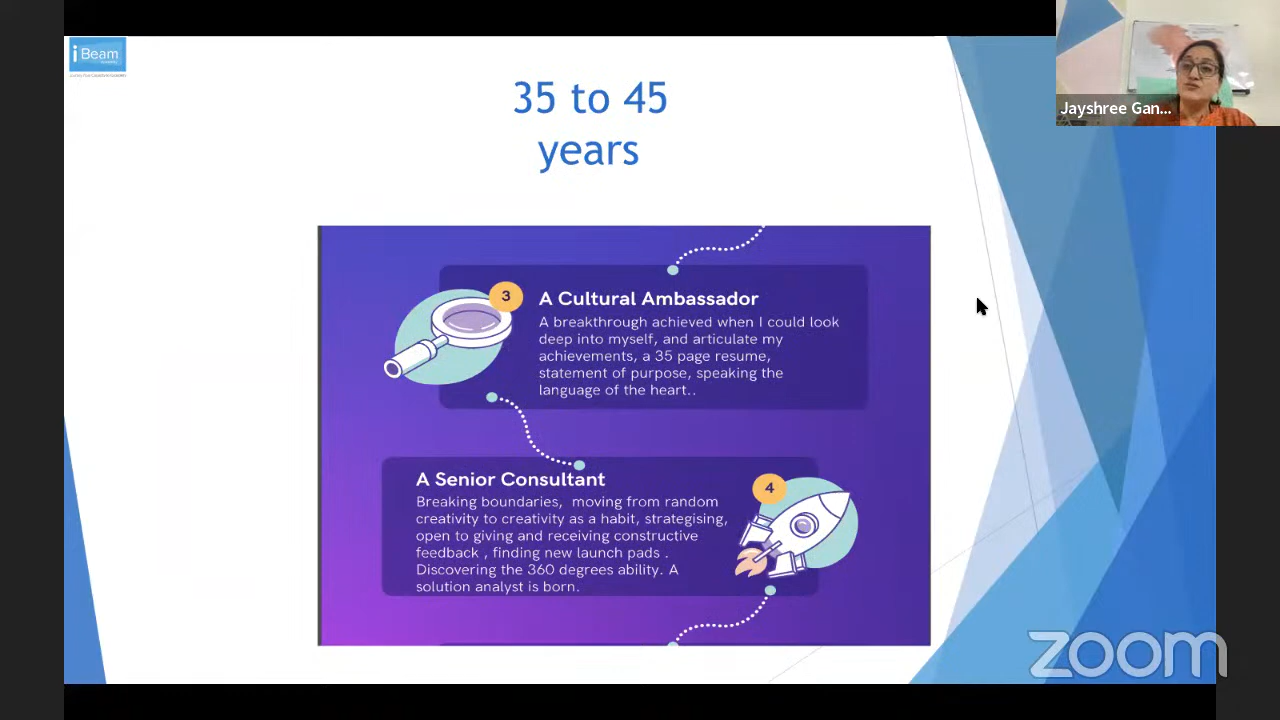 i Beam
35 to 45
years
Jayshree Gan...
3
A Cultural Ambassador
A breakthrough achieved when I could look
deep into myself, and articulate my
achievements, a 35 page resume,
statement of purpose, speaking the
language of the heart..
A Senior Consultant
4
Breaking boundaries,  moving from random
creativity to creativity as a habit, strategising,
open to giving and receiving constructive
feedback , finding new launch pads .
Discovering the 360 degrees ability. A
solution analyst is born.
zoom